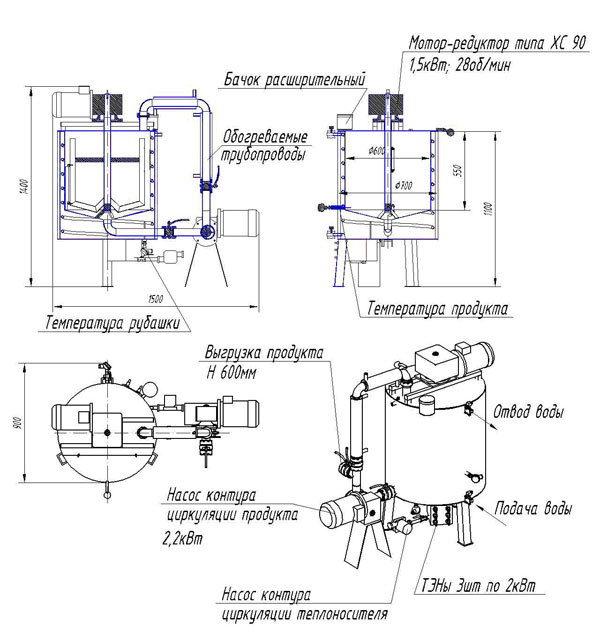 Мотор-редуктор типа ХС 90
1,5кВт; 28об/мин
Бачок расширительный
Обогреваемые
трубопроводы
1400
1500
Ø600
Ø700
550
1100
Температура рубашки
Температура продукта
Выгрузка продукта
Н 600мм
900
Отвод воды
Насос контура
циркуляции продукта
2,2кВт
Подача воды
ТЭНы 3шт по 2кВт
Насос контура
циркуляции теплоносителя